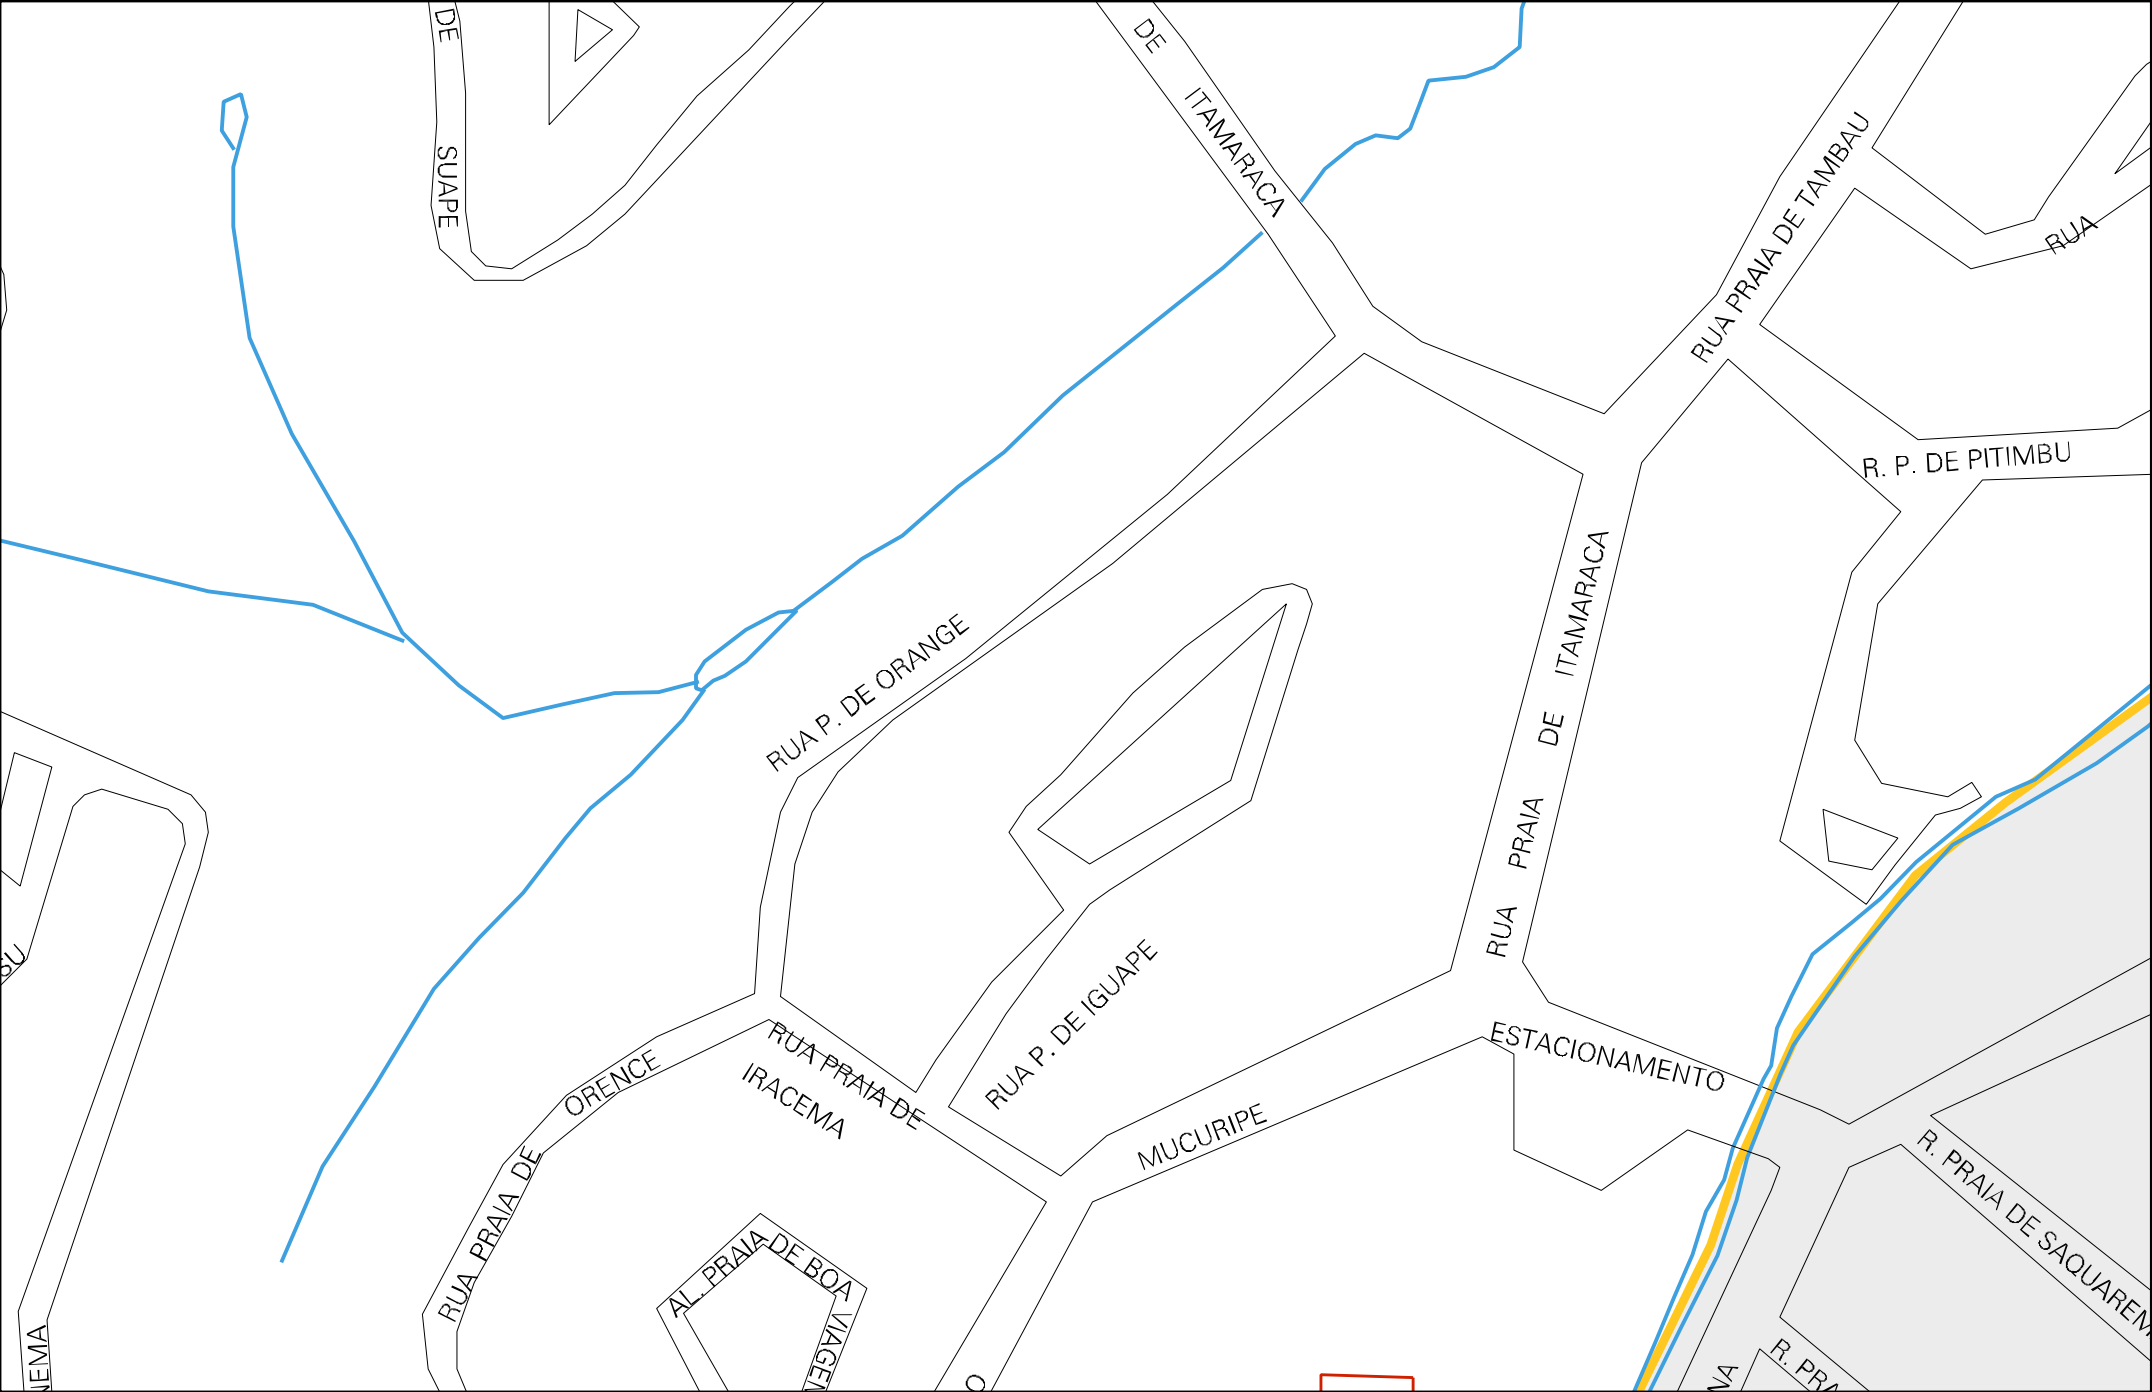 DE
SUAPE
DE ITAMARACA
RUA PRAIA DE TAMBAU
RUA
R. P. DE PITIMBU
RUA P. DE ORANGE
RUA PRAIA DE ITAMARACA
RUA P. DE IGUAPE
ESTACIONAMENTO
RUA PRAIA DE
IRACEMA
MUCURIPE
RUA PRAIA DE ORENCE
AL. PRAIA DE BOA VIAGEM
R. PRAIA DE SAQUAREM
R. PRA